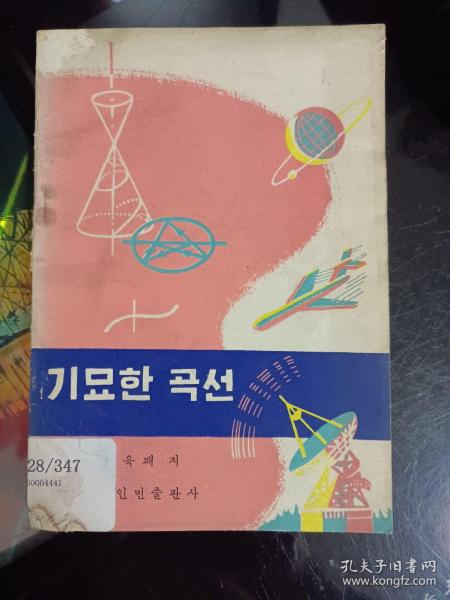 기묘한 곡선
육패 저
인민출판사
28/347
30004441
孔夫子旧书网
www.kongfz.com